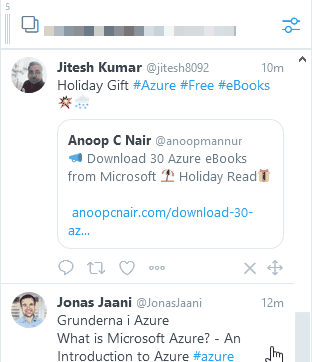 5
Jitesh Kumar @jitesh8092 10m
Holiday Gift #Azure #Free #eBooks
💥🌨️
Anoop C Nair @anoopmannur
📣 Download 30 Azure eBooks
from Microsoft ⛱️ Holiday Read📔
anoopcnair.com/download-30-
az...
Jonas Jaani @JonasJaani 12m
Grunderna i Azure
What is Microsoft Azure? - An
Introduction to Azure #azure